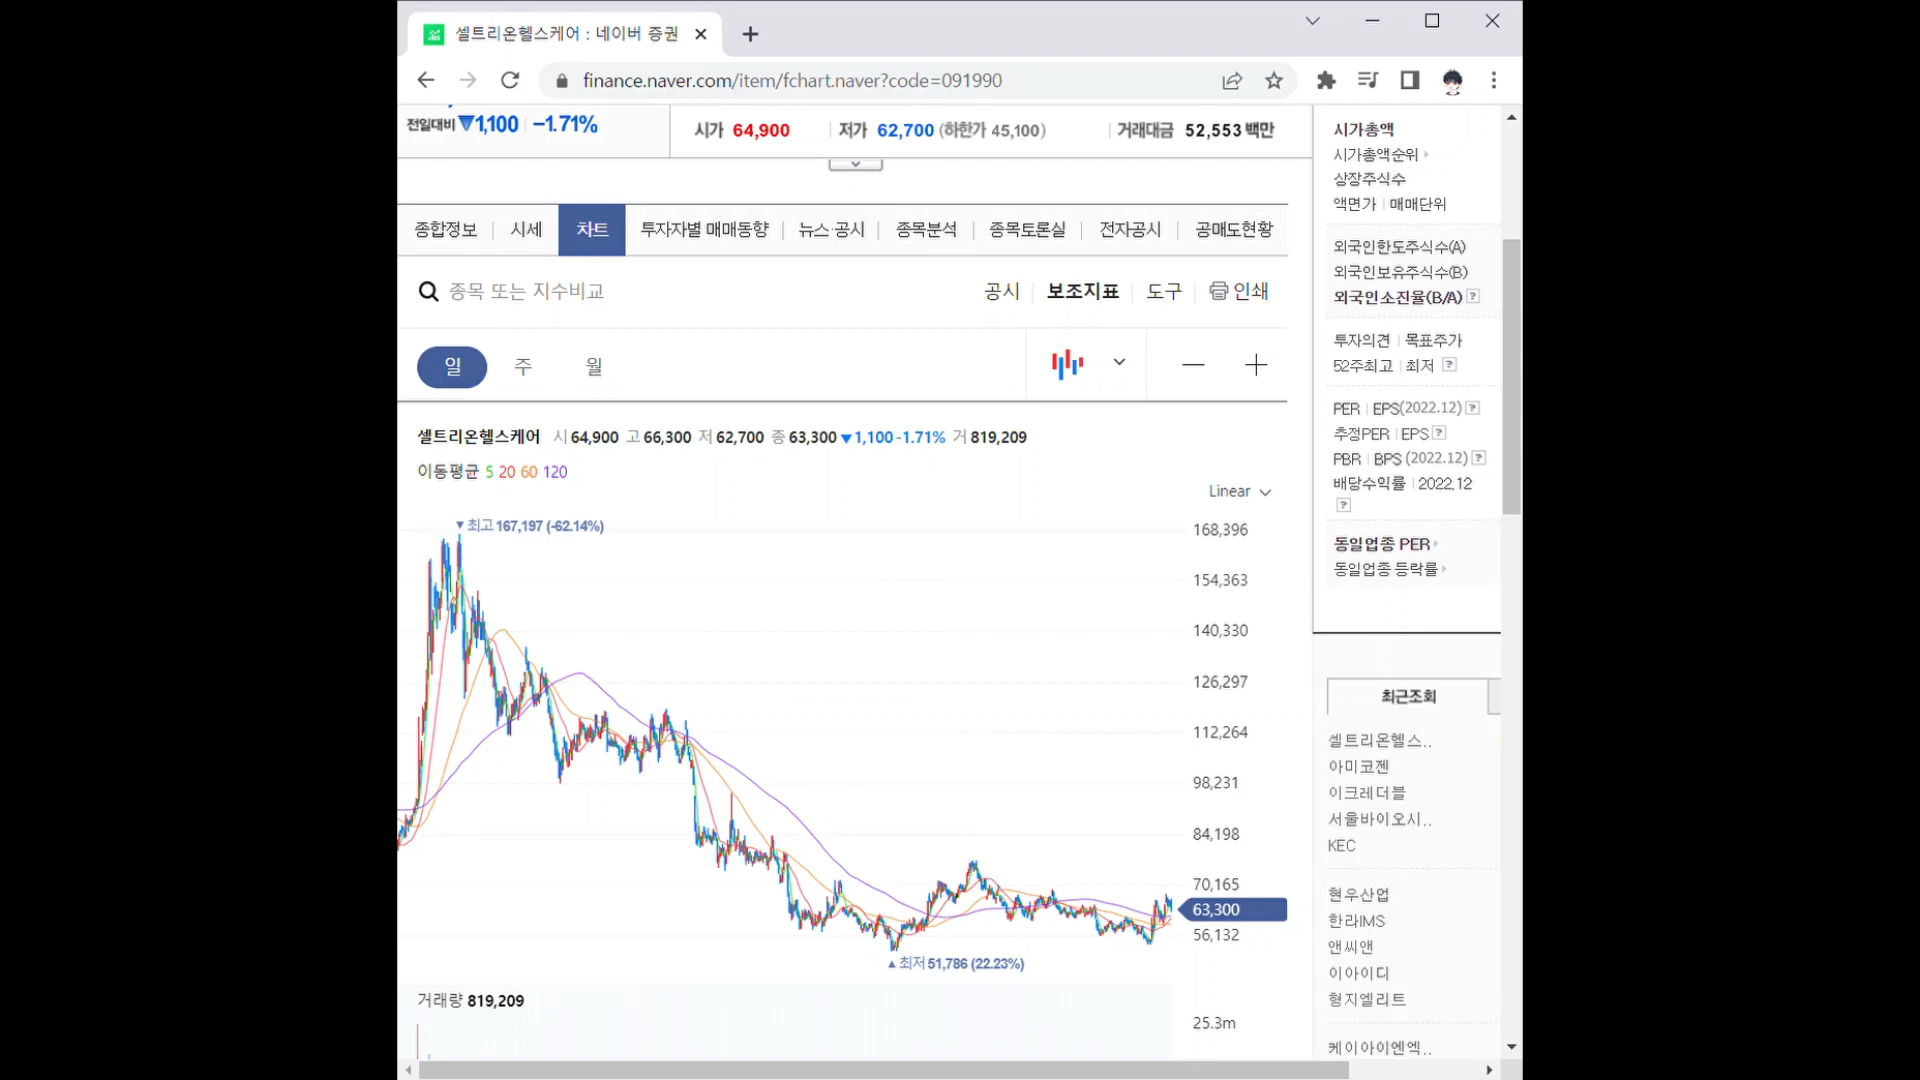 셀트리온헬스케어 : 네이버 증권
finance.naver.com/item/fchart.naver?code=091990
전일대비 ▼1,100 | -1.71%
시가 64,900 | 저가 62,700 (하한가 45,100) | 거래대금 52,553 백만
종합정보 | 시세 | 차트 | 투자자별 매매동향 | 뉴스·공시 | 종목분석 | 종목토론실 | 전자공시 | 공매도현황
종목 또는 지수비교
공시 | 보조지표 | 도구 | 인쇄
일 주 월
셀트리온헬스케어 시 64,900 고 66,300 저 62,700 종 63,300 ▼1,100 -1.71% 거 819,209
이동평균 5 20 60 120
Linear
▼최고 167,197 (-62.14%)
168,396
154,363
140,330
126,297
112,264
98,231
84,198
70,165
63,300
56,132
▲최저 51,786 (22.23%)
거래량 819,209
25.3m
시가총액
시가총액순위
상장주식수
액면가 | 매매단위
외국인한도주식수(A)
외국인보유주식수(B)
외국인소진율(B/A) ?
투자의견 | 목표주가
52주최고 | 최저 ?
PER | EPS(2022.12) ?
추정PER | EPS ?
PBR | BPS (2022.12) ?
배당수익률 | 2022.12
?
동일업종 PER
동일업종 등락률
최근조회
셀트리온헬스..
아미코젠
이크레더블
서울바이오시..
KEC
현우산업
한라IMS
앤씨앤
이아이디
형지엘리트
케이아이엔엑..